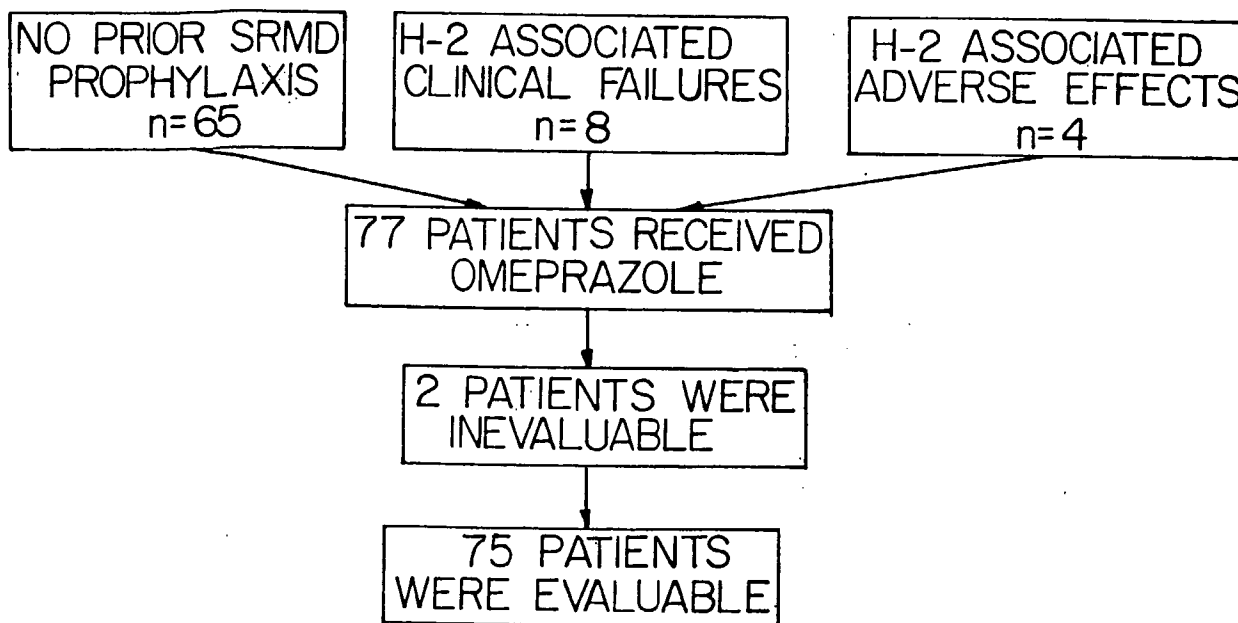 NO PRIOR SRMD
PROPHYLAXIS
n=65
H-2 ASSOCIATED
CLINICAL FAILURES
n=8
H-2 ASSOCIATED
ADVERSE EFFECTS
n=4
77 PATIENTS RECEIVED
OMEPRAZOLE
2 PATIENTS WERE
INEVALUABLE
75 PATIENTS
WERE EVALUABLE